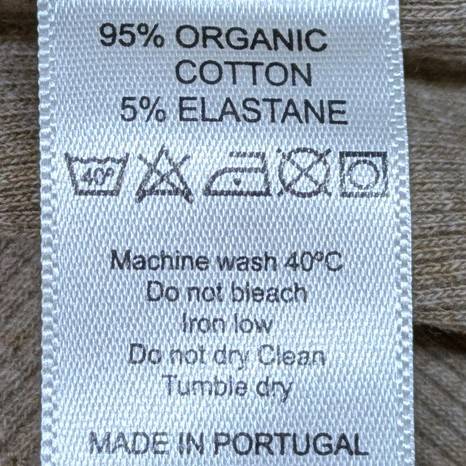 95% ORGANIC
COTTON
5% ELASTANE
40°
Machine wash 40ºC
Do not bleach
Iron low
Do not dry Clean
Tumble dry
MADE IN PORTUGAL